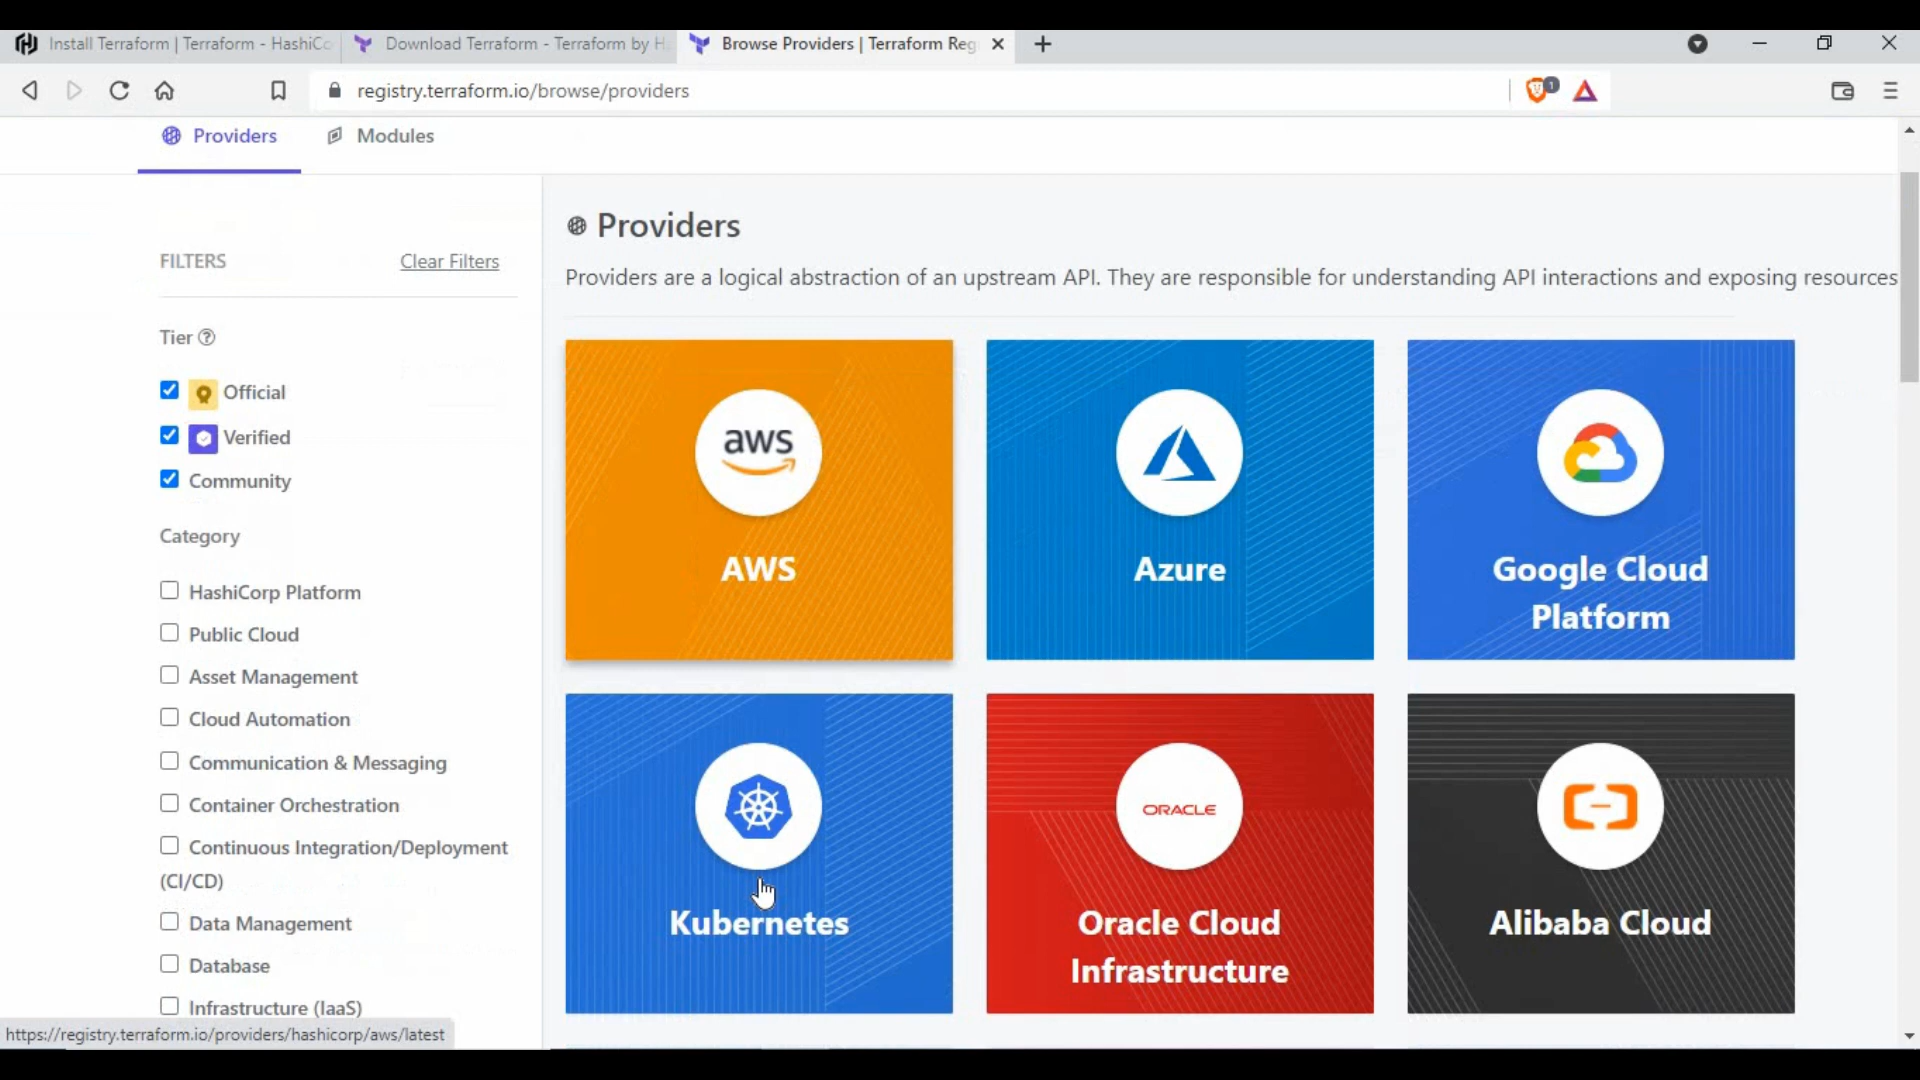 Install Terraform | Terraform - HashiCo
Download Terraform - Terraform by H
Browse Providers | Terraform Reg
registry.terraform.io/browse/providers
1
Providers
Modules
FILTERS
Clear Filters
Tier
Official
Verified
Community
Category
HashiCorp Platform
Public Cloud
Asset Management
Cloud Automation
Communication & Messaging
Container Orchestration
Continuous Integration/Deployment
(CI/CD)
Data Management
Database
Infrastructure (IaaS)
Providers
Providers are a logical abstraction of an upstream API. They are responsible for understanding API interactions and exposing resources
aws
AWS
Azure
Google Cloud
Platform
Kubernetes
ORACLE
Oracle Cloud
Infrastructure
Alibaba Cloud
https://registry.terraform.io/providers/hashicorp/aws/latest